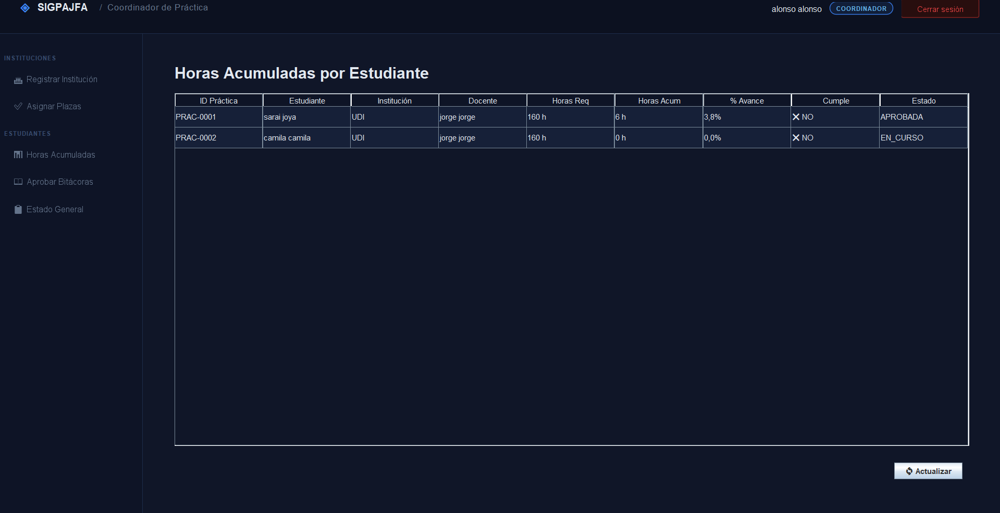 SIGPAJFA / Coordinador de Práctica
alonso alonso COORDINADOR Cerrar sesión
INSTITUCIONES
Registrar Institución
Asignar Plazas
ESTUDIANTES
Horas Acumuladas
Aprobar Bitácoras
Estado General
Horas Acumuladas por Estudiante
ID Práctica Estudiante Institución Docente Horas Req Horas Acum % Avance Cumple Estado
PRAC-0001 sarai joya UDI jorge jorge 160 h 6 h 3,8% ✕ NO APROBADA
PRAC-0002 camila camila UDI jorge jorge 160 h 0 h 0,0% ✕ NO EN_CURSO
Actualizar